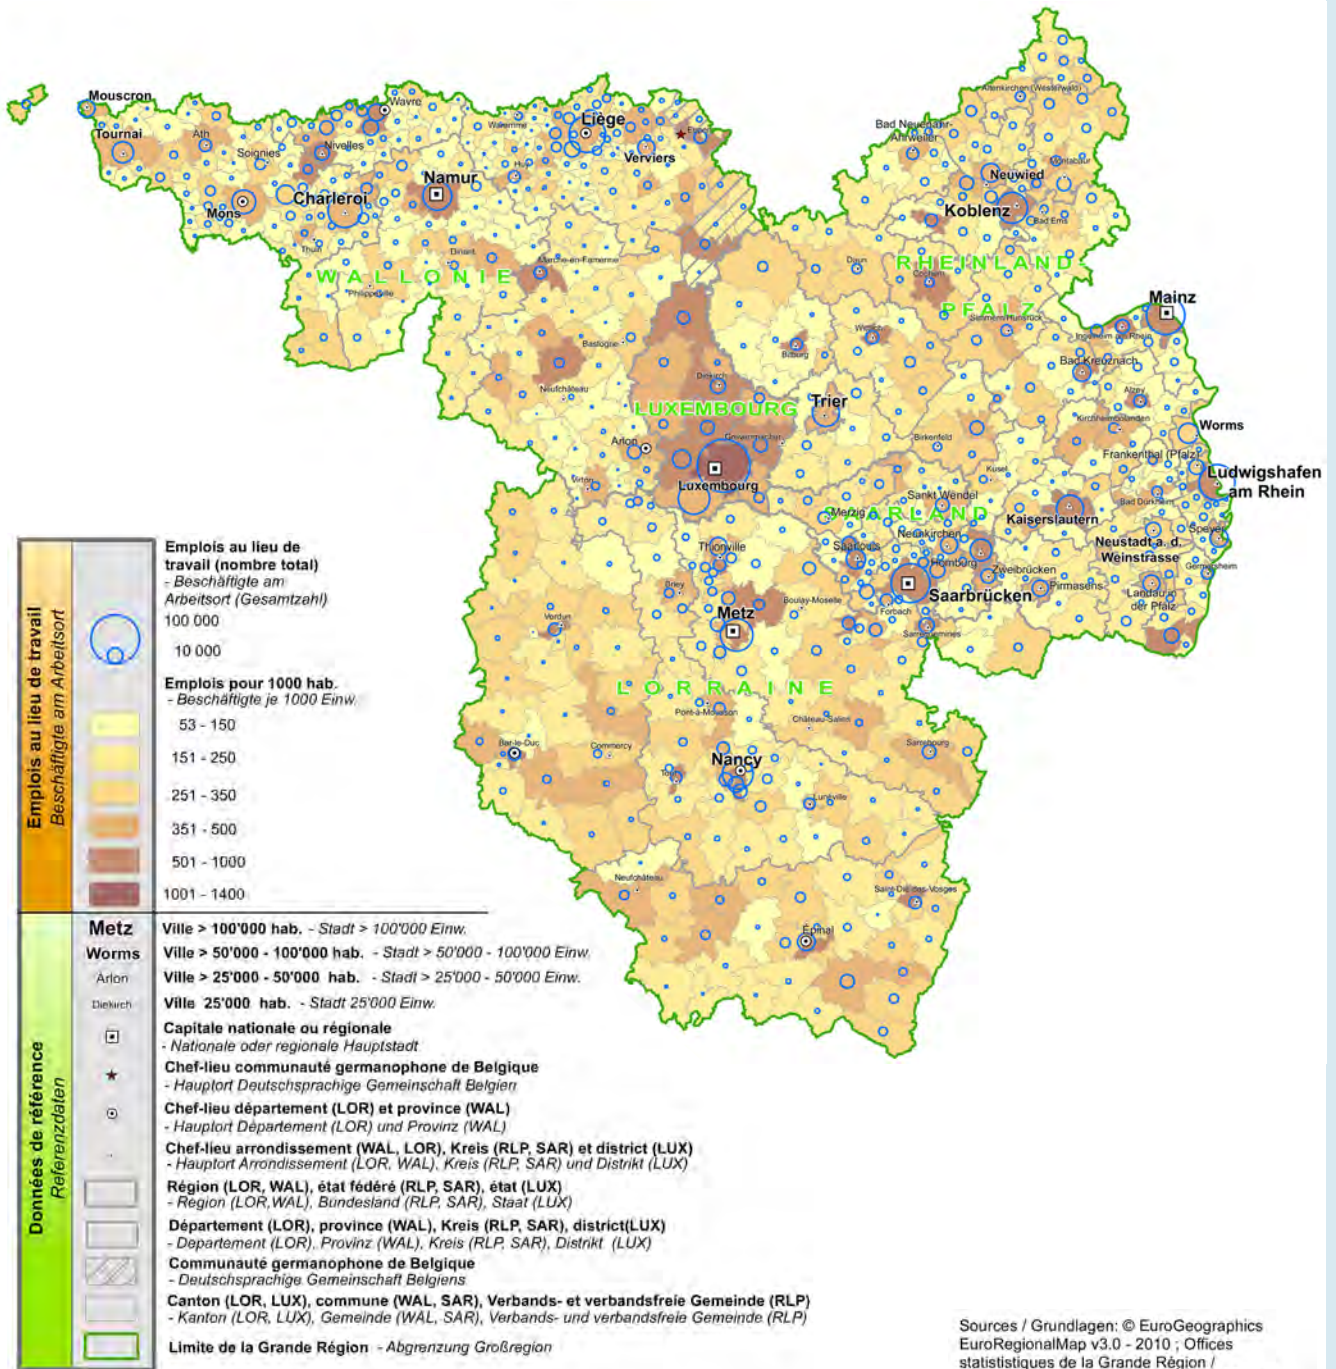 Mouscron
Tournai
Ath
Soignies
Mons
Nivelles
Wavre
Charleroi
Thuin
Namur
Waremme
Huy
Liège
Verviers
Eupen
Dinant
Philippeville
Marche-en-Famenne
WALLONIE
Bastogne
Neufchâteau
Arlon
Virton
Altenkirchen (Westerwald)
Bad Neuenahr-
Ahrweiler
Neuwied
Montabaur
Koblenz
Bad Ems
Daun
RHEINLAND
Cochem
PFALZ
Simmern/Hunsrück
Mainz
Ingelheim am Rhein
Bad Kreuznach
Alzey
Kirchheimbolanden
Worms
Bitburg
Wittlich
Trier
Birkenfeld
Kusel
Frankenthal (Pfalz)
Ludwigshafen
am Rhein
Bad Dürkheim
Speyer
Neustadt a. d.
Weinstrasse
Germersheim
Landau in
der Pfalz
Kaiserslautern
Pirmasens
Zweibrücken
Diekirch
LUXEMBOURG
Grevenmacher
Luxembourg
Sankt Wendel
SAARLAND
Merzig
Neunkirchen
Saarlouis
Homburg
Saarbrücken
Forbach
Sarreguemines
Thionville
Briey
Boulay-Moselle
Metz
Verdun
LORRAINE
Pont-à-Mousson
Château-Salins
Sarrebourg
Bar-le-Duc
Commercy
Toul
Nancy
Lunéville
Neufchâteau
Saint-Dié-des-Vosges
Épinal
Emplois au lieu de travail
Beschäftigte am Arbeitsort
Emplois au lieu de
travail (nombre total)
- Beschäftigte am
Arbeitsort (Gesamtzahl)
100 000
10 000
Emplois pour 1000 hab.
- Beschäftigte je 1000 Einw.
53 - 150
151 - 250
251 - 350
351 - 500
501 - 1000
1001 - 1400
Données de référence
Referenzdaten
Metz Ville > 100'000 hab. - Stadt > 100'000 Einw.
Worms Ville > 50'000 - 100'000 hab. - Stadt > 50'000 - 100'000 Einw.
Arlon Ville > 25'000 - 50'000 hab. - Stadt > 25'000 - 50'000 Einw.
Diekirch Ville 25'000 hab. - Stadt 25'000 Einw.
Capitale nationale ou régionale
- Nationale oder regionale Hauptstadt
Chef-lieu communauté germanophone de Belgique
- Hauptort Deutschsprachige Gemeinschaft Belgien
Chef-lieu département (LOR) et province (WAL)
- Hauptort Département (LOR) und Provinz (WAL)
Chef-lieu arrondissement (WAL, LOR), Kreis (RLP, SAR) et district (LUX)
- Hauptort Arrondissement (LOR, WAL), Kreis (RLP, SAR) und Distrikt (LUX)
Région (LOR, WAL), état fédéré (RLP, SAR), état (LUX)
- Region (LOR,WAL), Bundesland (RLP, SAR), Staat (LUX)
Département (LOR), province (WAL), Kreis (RLP, SAR), district(LUX)
- Departement (LOR), Provinz (WAL), Kreis (RLP, SAR), Distrikt (LUX)
Communauté germanophone de Belgique
- Deutschsprachige Gemeinschaft Belgiens
Canton (LOR, LUX), commune (WAL, SAR), Verbands- et verbandsfreie Gemeinde (RLP)
- Kanton (LOR, LUX), Gemeinde (WAL, SAR), Verbands- und verbandsfreie Gemeinde (RLP)
Limite de la Grande Région - Abgrenzung Großregion
Sources / Grundlagen: © EuroGeographics
EuroRegionalMap v3.0 - 2010 ; Offices
statististiques de la Grande Région /